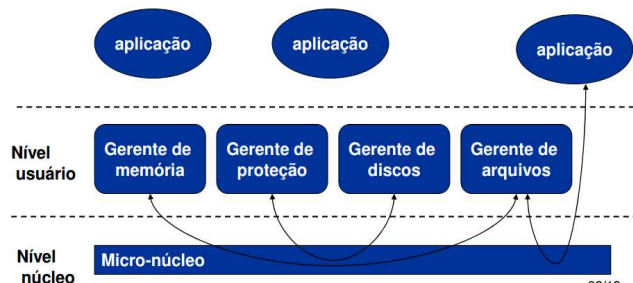 aplicação
aplicação
aplicação
Nível
usuário
Gerente de
memória
Gerente de
proteção
Gerente de
discos
Gerente de
arquivos
Nível
núcleo
Micro-núcleo